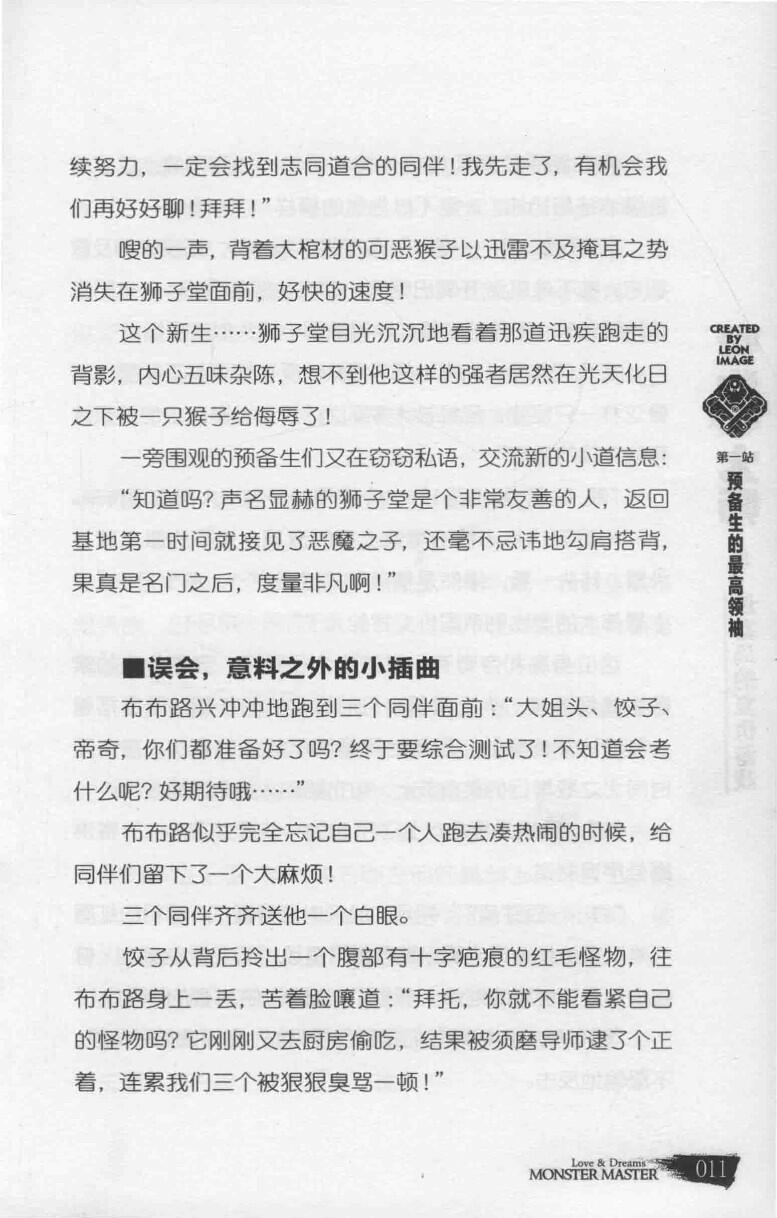 续努力，一定会找到志同道合的同伴！我先走了，有机会我
们再好好聊！拜拜！”
嗖的一声，背着大棺材的可恶猴子以迅雷不及掩耳之势
消失在狮子堂面前，好快的速度！
这个新生……狮子堂目光沉沉地看着那道迅疾跑走的
背影，内心五味杂陈，想不到他这样的强者居然在光天化日
之下被一只猴子给侮辱了！
一旁围观的预备生们又在窃窃私语，交流新的小道信息：
“知道吗？声名显赫的狮子堂是个非常友善的人，返回
基地第一时间就接见了恶魔之子，还毫不忌讳地勾肩搭背，
果真是名门之后，度量非凡啊！”
■误会，意料之外的小插曲
布布路兴冲冲地跑到三个同伴面前：“大姐头、饺子、
帝奇，你们都准备好了吗？终于要综合测试了！不知道会考
什么呢？好期待哦……”
布布路似乎完全忘记自己一个人跑去凑热闹的时候，给
同伴们留下了一个大麻烦！
三个同伴齐齐送他一个白眼。
饺子从背后拎出一个腹部有十字疤痕的红毛怪物，往
布布路身上一丢，苦着脸嚷道：“拜托，你就不能看紧自己
的怪物吗？它刚刚又去厨房偷吃，结果被须磨导师逮了个正
着，连累我们三个被狠狠臭骂一顿！”
CREATED
BY
LEON
IMAGE
第一站
预备生的最高领袖
Love & Dreams
MONSTER MASTER
011